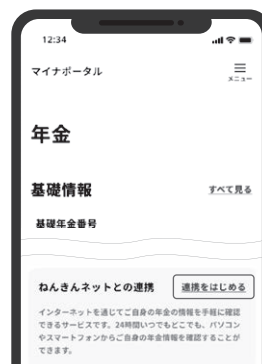 12:34
マイナポータル
メニュー
年金
基礎情報 すべて見る
基礎年金番号
ねんきんネットとの連携 連携をはじめる
インターネットを通じてご自身の年金の情報を手軽に確認
できるサービスです。24時間いつでもどこでも、パソコン
やスマートフォンからご自身の年金情報を確認することが
できます。